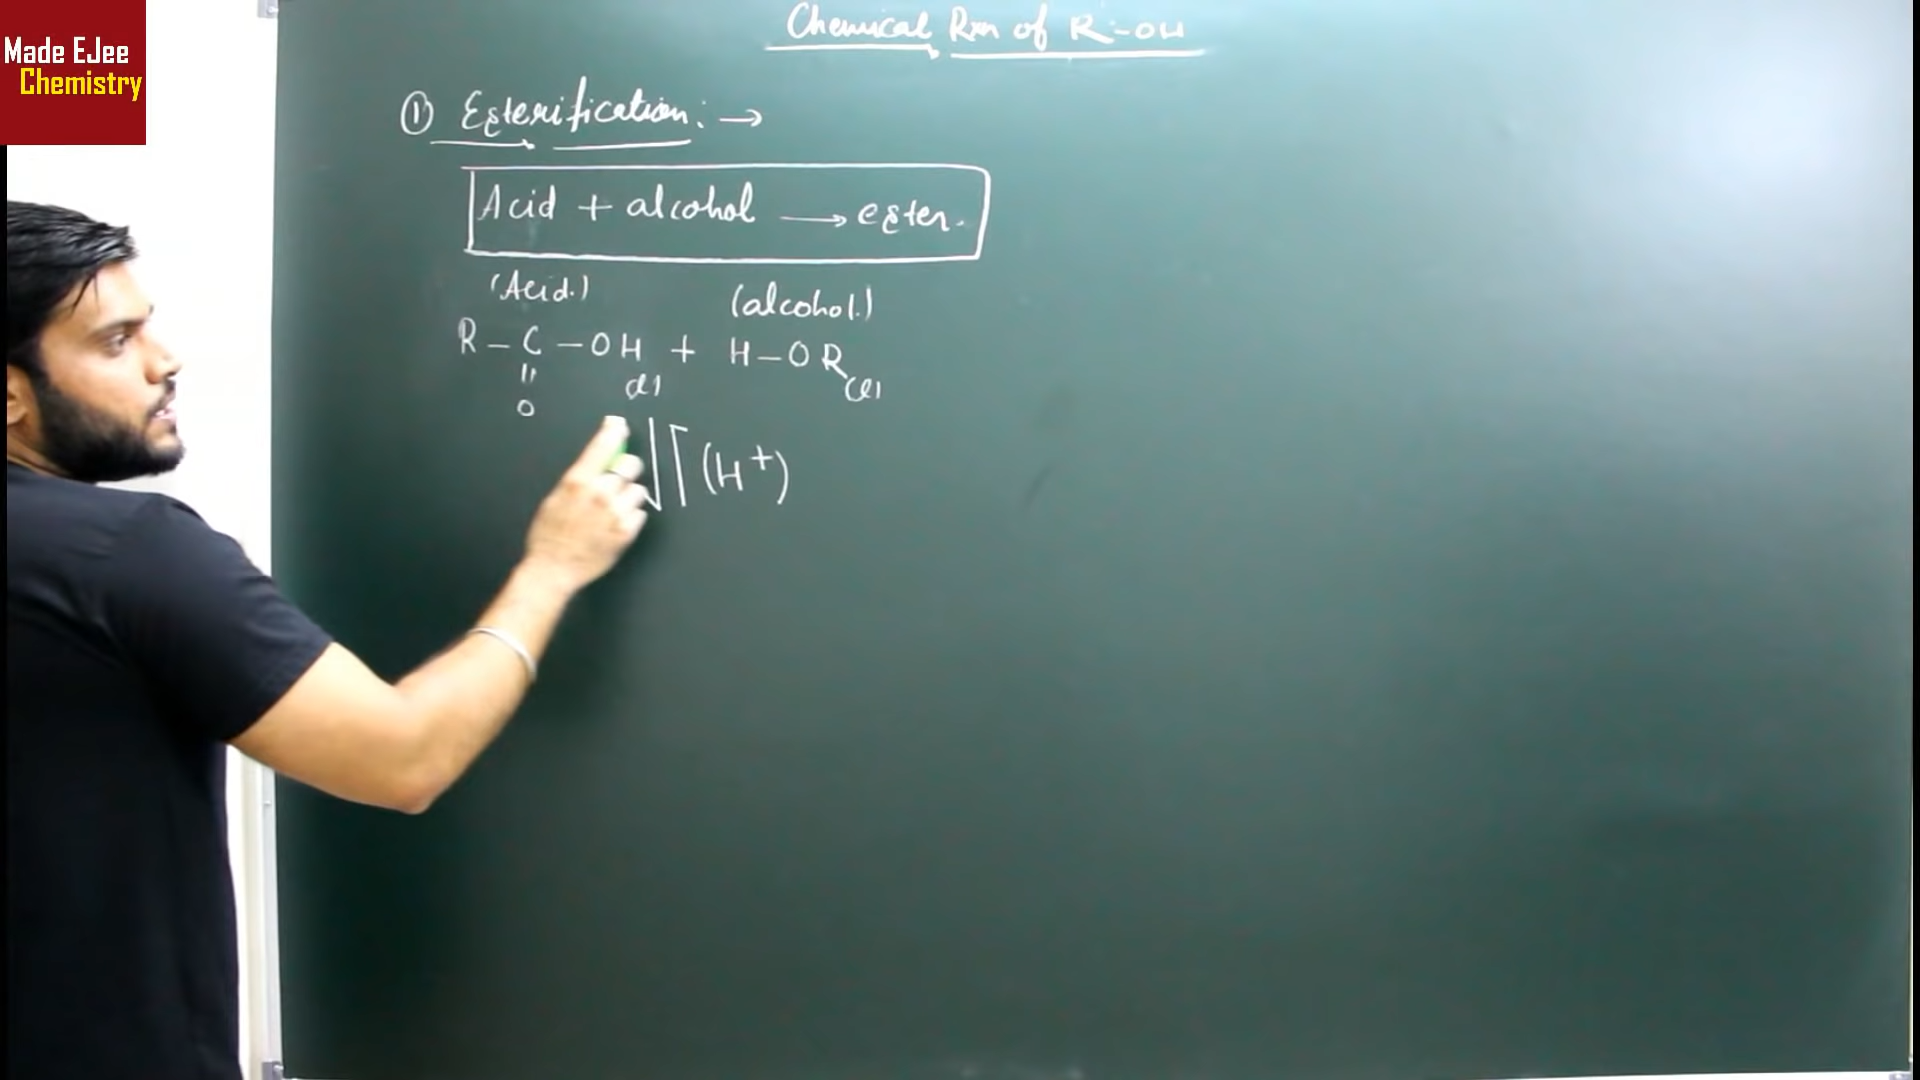 Made EJee
Chemistry
Chemical Rxn of R-OH
① Esterification: →
Acid + alcohol → ester.
(Acid.) (alcohol.)
R - C - OH + H - OR
(l)
||
O
(H+)